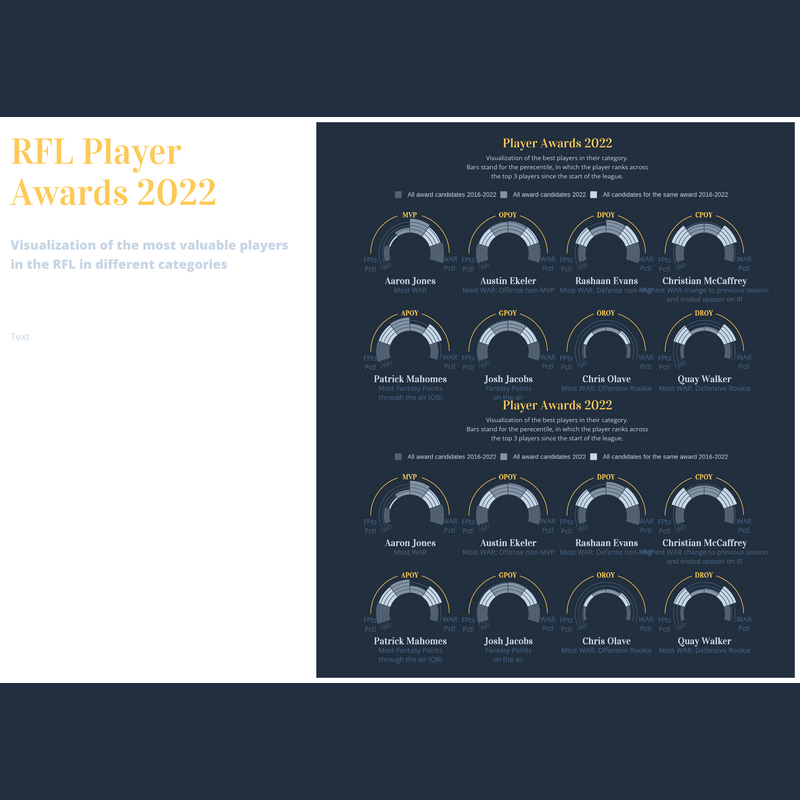 RFL Player
Awards 2022
Visualization of the most valuable players
in the RFL in different categories
Text
Player Awards 2022
Visualization of the best players in their category.
Bars stand for the perecentile, in which the player ranks across
the top 3 players since the start of the league.
All award candidates 2016-2022 All award candidates 2022 All candidates for the same award 2016-2022
MVP OPOY DPOY CPOY
FPts Pctl WAR Pctl FPts Pctl WAR Pctl FPts Pctl WAR Pctl FPts Pctl WAR Pctl
Aaron Jones Austin Ekeler Rashaan Evans Christian McCaffrey
Most WAR Most WAR: Offense non-MVP Most WAR: Defense non-MVP Highest WAR change to previous season
and ended season on IR
APOY GPOY OROY DROY
FPts Pctl WAR Pctl FPts Pctl WAR Pctl FPts Pctl WAR Pctl FPts Pctl WAR Pctl
Patrick Mahomes Josh Jacobs Chris Olave Quay Walker
Most Fantasy Points Fantasy Points Most WAR: Offensive Rookie Most WAR: Defensive Rookie
through the air (QB) on the air
Player Awards 2022
Visualization of the best players in their category.
Bars stand for the perecentile, in which the player ranks across
the top 3 players since the start of the league.
All award candidates 2016-2022 All award candidates 2022 All candidates for the same award 2016-2022
MVP OPOY DPOY CPOY
FPts Pctl WAR Pctl FPts Pctl WAR Pctl FPts Pctl WAR Pctl FPts Pctl WAR Pctl
Aaron Jones Austin Ekeler Rashaan Evans Christian McCaffrey
Most WAR Most WAR: Offense non-MVP Most WAR: Defense non-MVP Highest WAR change to previous season
and ended season on IR
APOY GPOY OROY DROY
FPts Pctl WAR Pctl FPts Pctl WAR Pctl FPts Pctl WAR Pctl FPts Pctl WAR Pctl
Patrick Mahomes Josh Jacobs Chris Olave Quay Walker
Most Fantasy Points Fantasy Points Most WAR: Offensive Rookie Most WAR: Defensive Rookie
through the air (QB) on the air